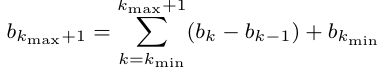 b_{k_{\max}+1} = \sum_{k=k_{\min}}^{k_{\max}+1} (b_k - b_{k-1}) + b_{k_{\min}}